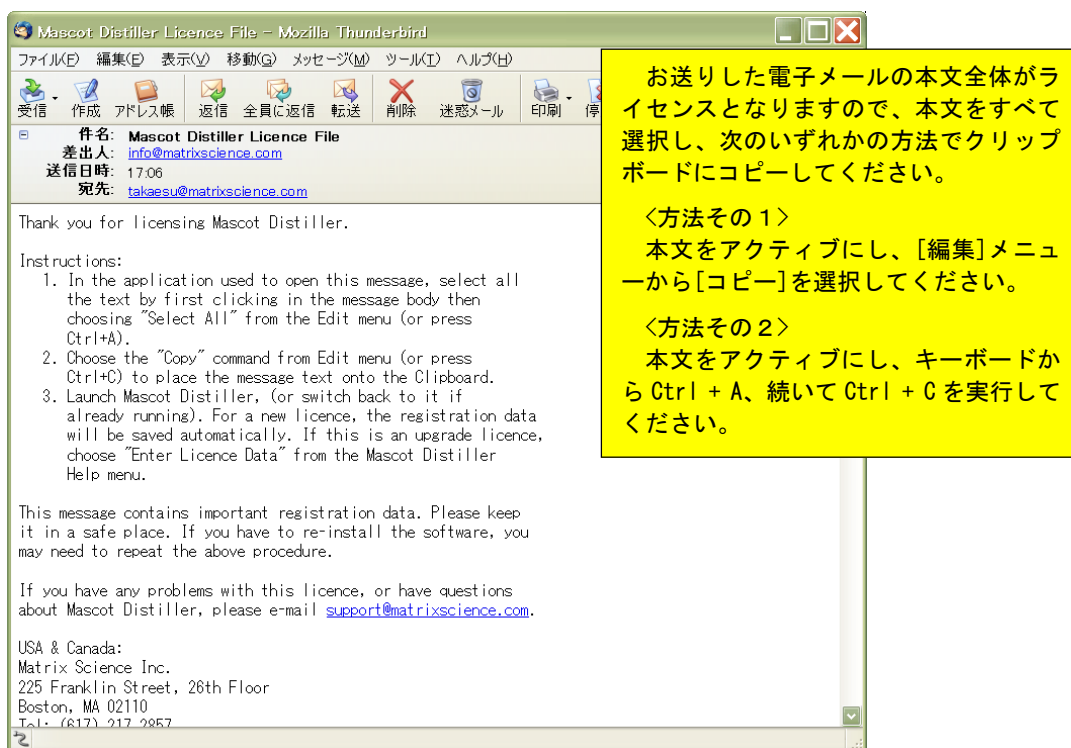 Mascot Distiller Licence File - Mozilla Thunderbird
ファイル(F) 編集(E) 表示(V) 移動(G) メッセージ(M) ツール(T) ヘルプ(H)
受信 作成 アドレス帳 返信 全員に返信 転送 削除 迷惑メール 印刷
件名: Mascot Distiller Licence File
差出人: info@matrixscience.com
送信日時: 17:06
宛先: takaesu@matrixscience.com
Thank you for licensing Mascot Distiller.
Instructions:
1. In the application used to open this message, select all
the text by first clicking in the message body then
choosing "Select All" from the Edit menu (or press
Ctrl+A).
2. Choose the "Copy" command from Edit menu (or press
Ctrl+C) to place the message text onto the Clipboard.
3. Launch Mascot Distiller, (or switch back to it if
already running). For a new licence, the registration data
will be saved automatically. If this is an upgrade licence,
choose "Enter Licence Data" from the Mascot Distiller
Help menu.
This message contains important registration data. Please keep
it in a safe place. If you have to re-install the software, you
may need to repeat the above procedure.
If you have any problems with this licence, or have questions
about Mascot Distiller, please e-mail support@matrixscience.com.
USA & Canada:
Matrix Science Inc.
225 Franklin Street, 26th Floor
Boston, MA 02110
Tel: (617) 217 2857
お送りした電子メールの本文全体がラ
イセンスとなりますので、本文をすべて
選択し、次のいずれかの方法でクリップ
ボードにコピーしてください。
〈方法その１〉
本文をアクティブにし、[編集]メニュ
ーから[コピー]を選択してください。
〈方法その２〉
本文をアクティブにし、キーボードか
ら Ctrl + A、続いて Ctrl + C を実行して
ください。